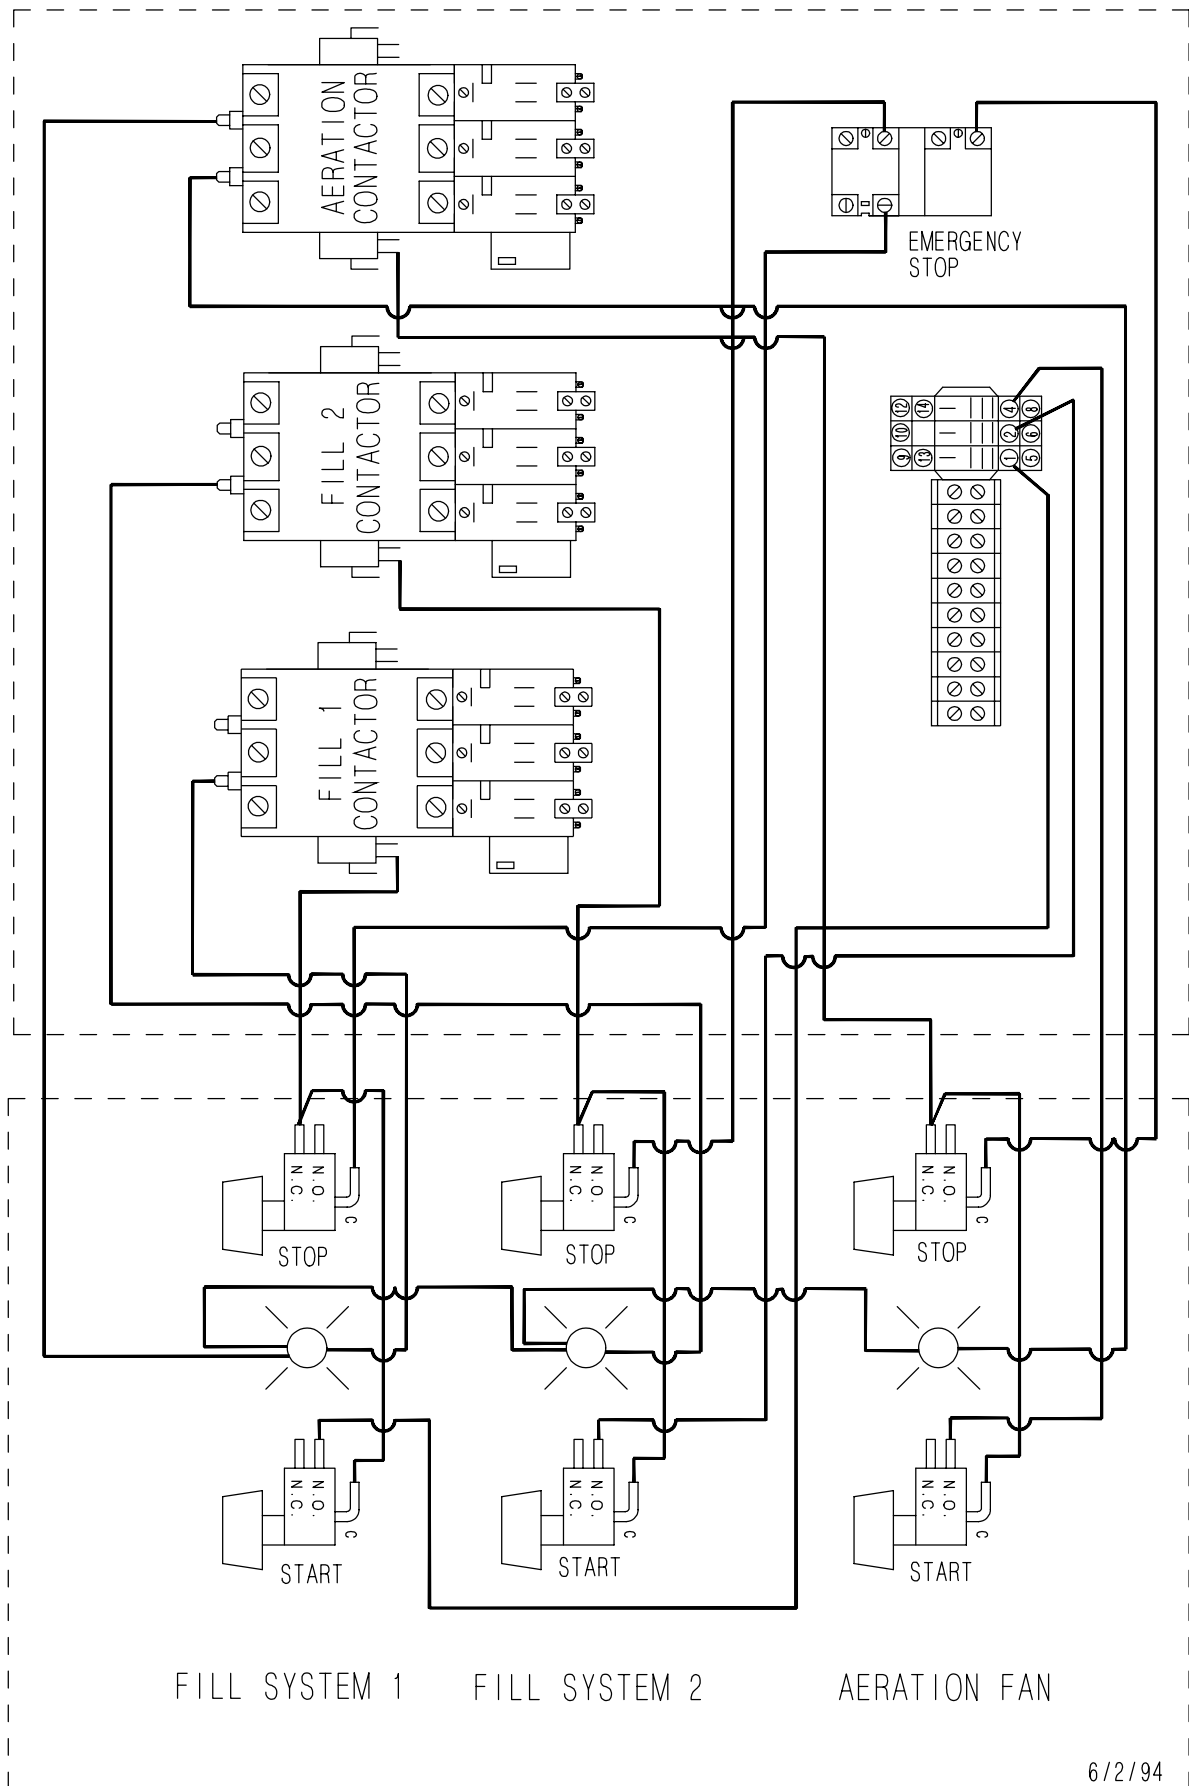 AERATION
CONTACTOR
EMERGENCY
STOP
FILL 2
CONTACTOR
12 14 4 8
10 2 6
9 13 1 5
FILL 1
CONTACTOR
N.C. N.O. C
STOP
N.C. N.O. C
STOP
N.C. N.O. C
STOP
N.C. N.O. C
START
N.C. N.O. C
START
N.C. N.O. C
START
FILL SYSTEM 1
FILL SYSTEM 2
AERATION FAN
6/2/94